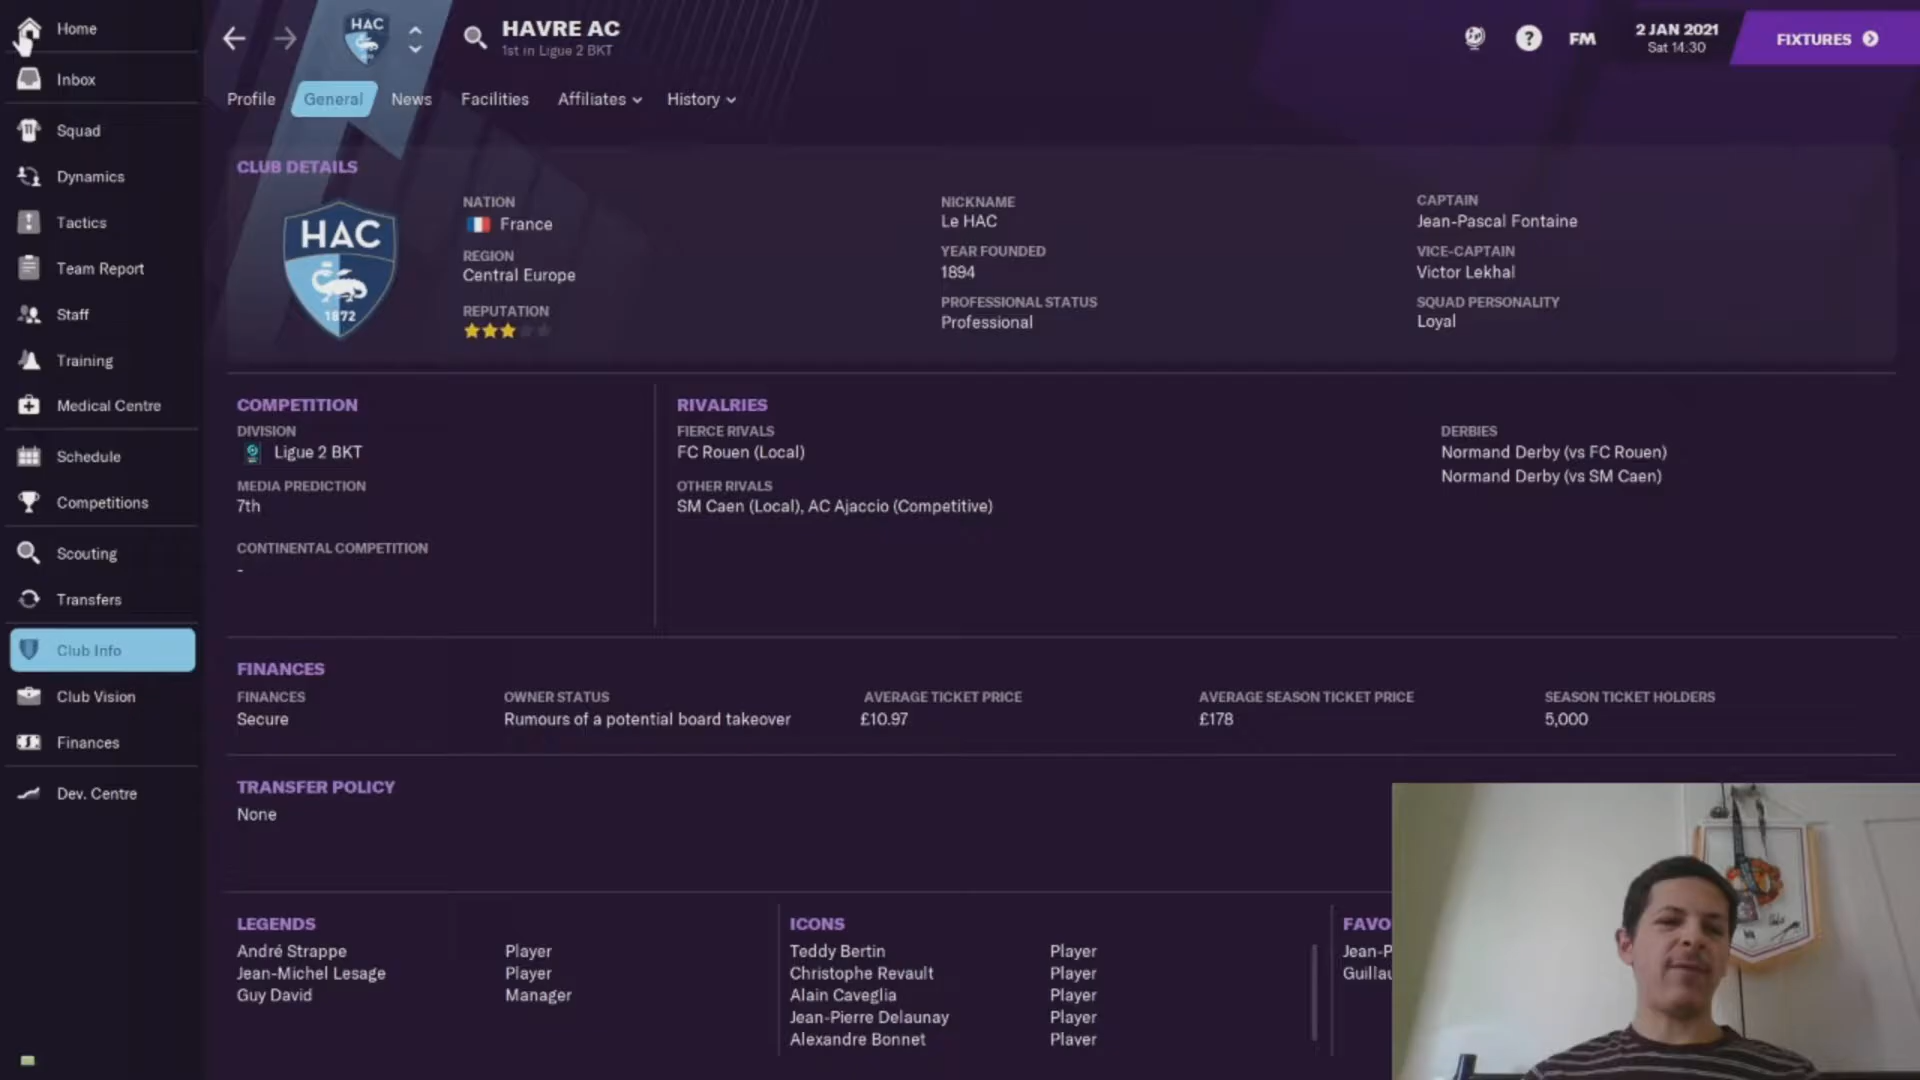 Home
Inbox
Squad
Dynamics
Tactics
Team Report
Staff
Training
Medical Centre
Schedule
Competitions
Scouting
Transfers
Club Info
Club Vision
Finances
Dev. Centre
HAC
HAVRE AC
1st in Ligue 2 BKT
FM
2 JAN 2021
Sat 14:30
FIXTURES
Profile
General
News
Facilities
Affiliates
History
CLUB DETAILS
HAC
1872
NATION
France
REGION
Central Europe
REPUTATION
NICKNAME
Le HAC
YEAR FOUNDED
1894
PROFESSIONAL STATUS
Professional
CAPTAIN
Jean-Pascal Fontaine
VICE-CAPTAIN
Victor Lekhal
SQUAD PERSONALITY
Loyal
COMPETITION
DIVISION
Ligue 2 BKT
MEDIA PREDICTION
7th
CONTINENTAL COMPETITION
-
RIVALRIES
FIERCE RIVALS
FC Rouen (Local)
OTHER RIVALS
SM Caen (Local), AC Ajaccio (Competitive)
DERBIES
Normand Derby (vs FC Rouen)
Normand Derby (vs SM Caen)
FINANCES
FINANCES
Secure
OWNER STATUS
Rumours of a potential board takeover
AVERAGE TICKET PRICE
£10.97
AVERAGE SEASON TICKET PRICE
£178
SEASON TICKET HOLDERS
5,000
TRANSFER POLICY
None
LEGENDS
André Strappe Player
Jean-Michel Lesage Player
Guy David Manager
ICONS
Teddy Bertin Player
Christophe Revault Player
Alain Caveglia Player
Jean-Pierre Delaunay Player
Alexandre Bonnet Player
FAVO
Jean-P
Guillau